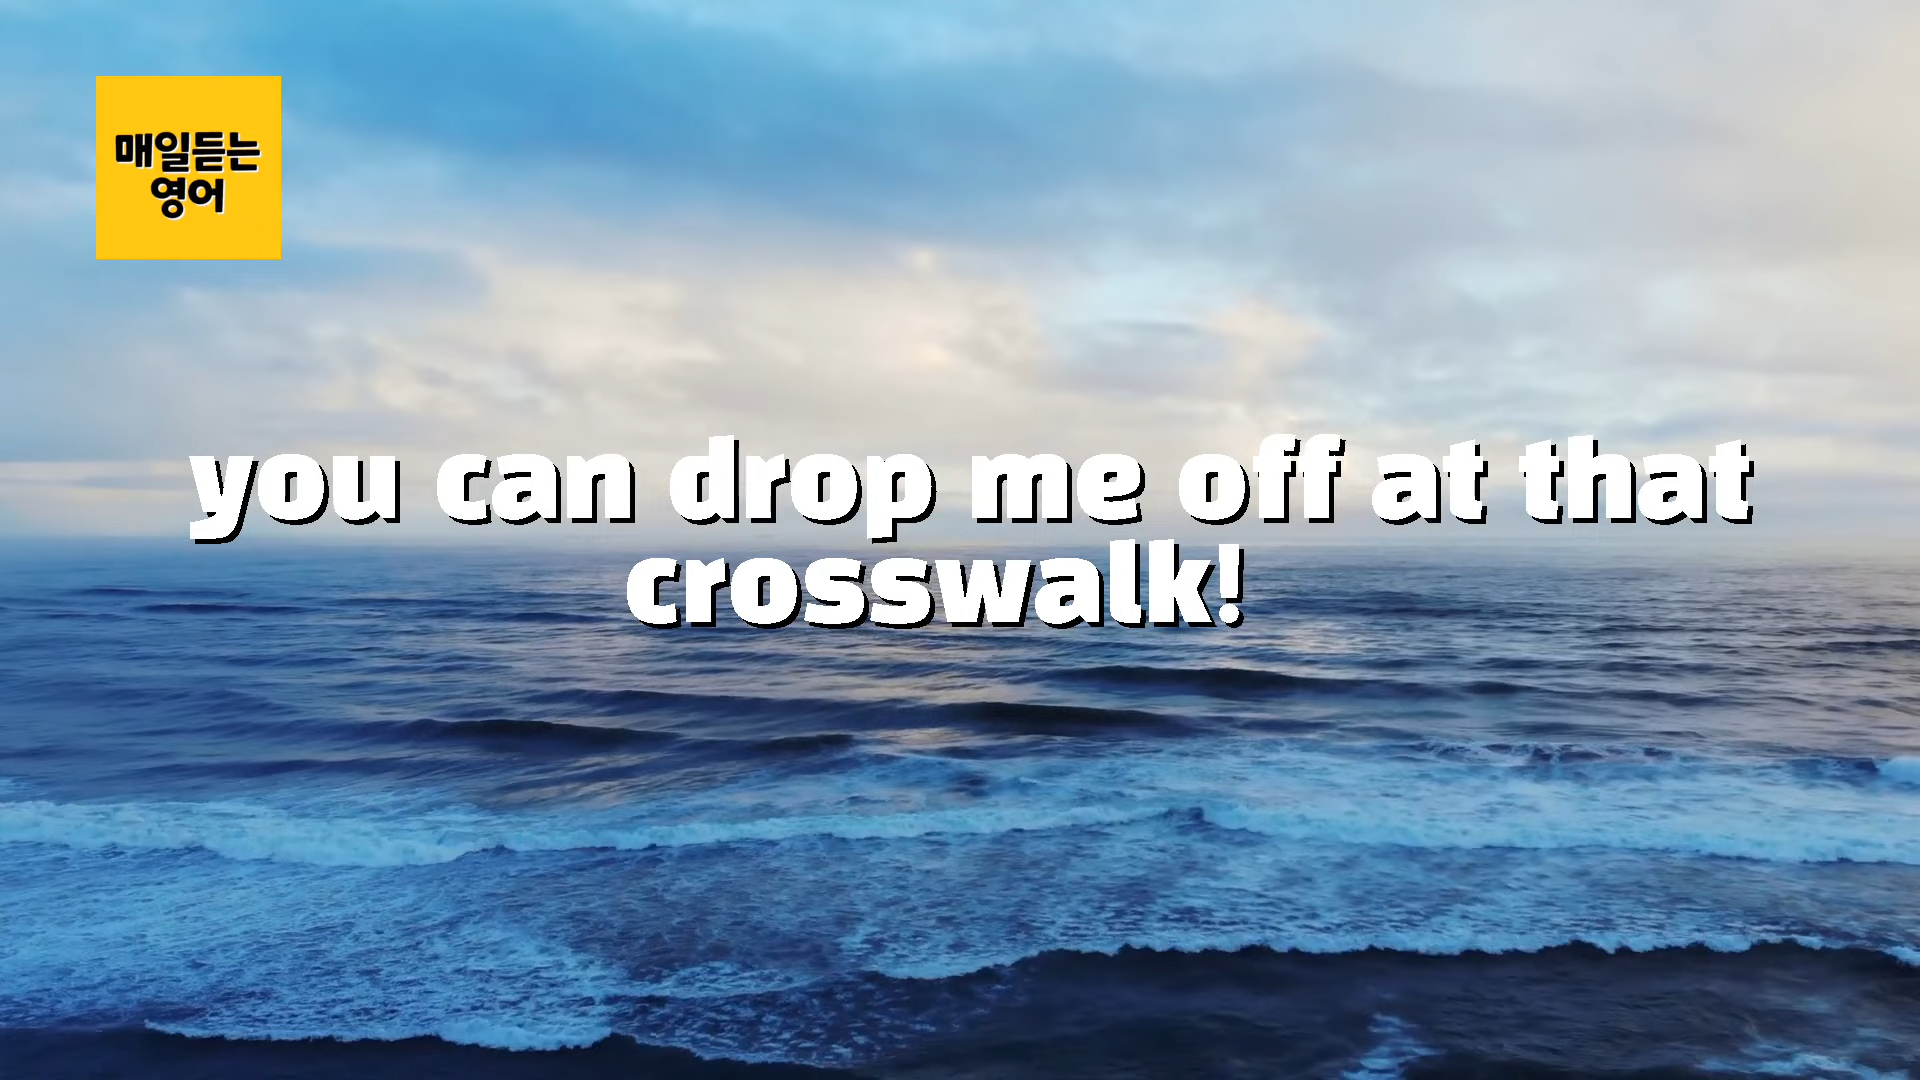 매일듣는
영어
you can drop me off at that
crosswalk!